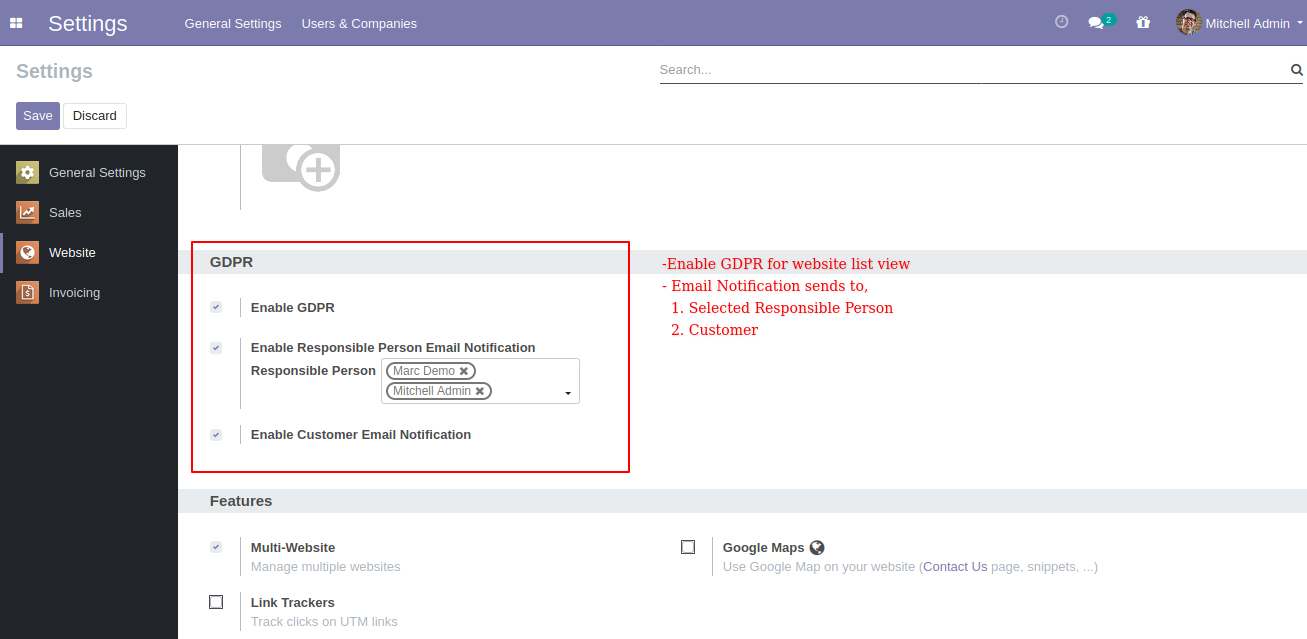 Settings
General Settings
Users & Companies
2
Mitchell Admin
Settings
Search...
Save
Discard
General Settings
Sales
Website
Invoicing
GDPR
Enable GDPR
Enable Responsible Person Email Notification
Responsible Person
Marc Demo
Mitchell Admin
Enable Customer Email Notification
-Enable GDPR for website list view
- Email Notification sends to,
1. Selected Responsible Person
2. Customer
Features
Multi-Website
Manage multiple websites
Google Maps
Use Google Map on your website (Contact Us page, snippets, ...)
Link Trackers
Track clicks on UTM links